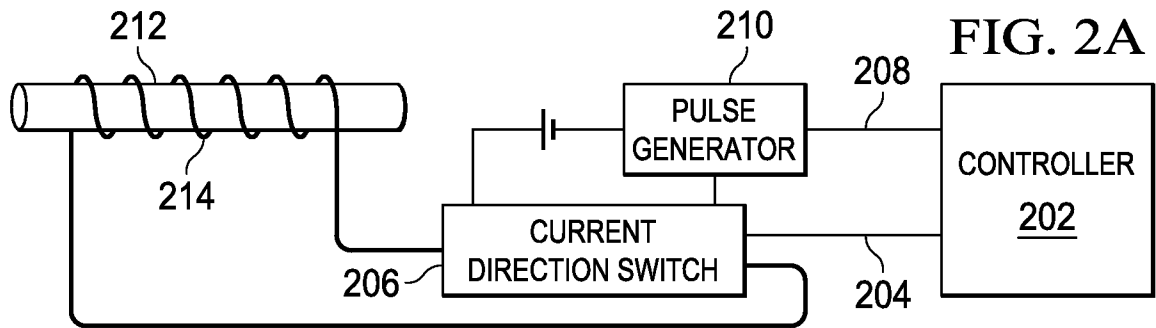 FIG. 2A
212
210
208
PULSE
GENERATOR
CONTROLLER
202
214
CURRENT
DIRECTION SWITCH
206
204